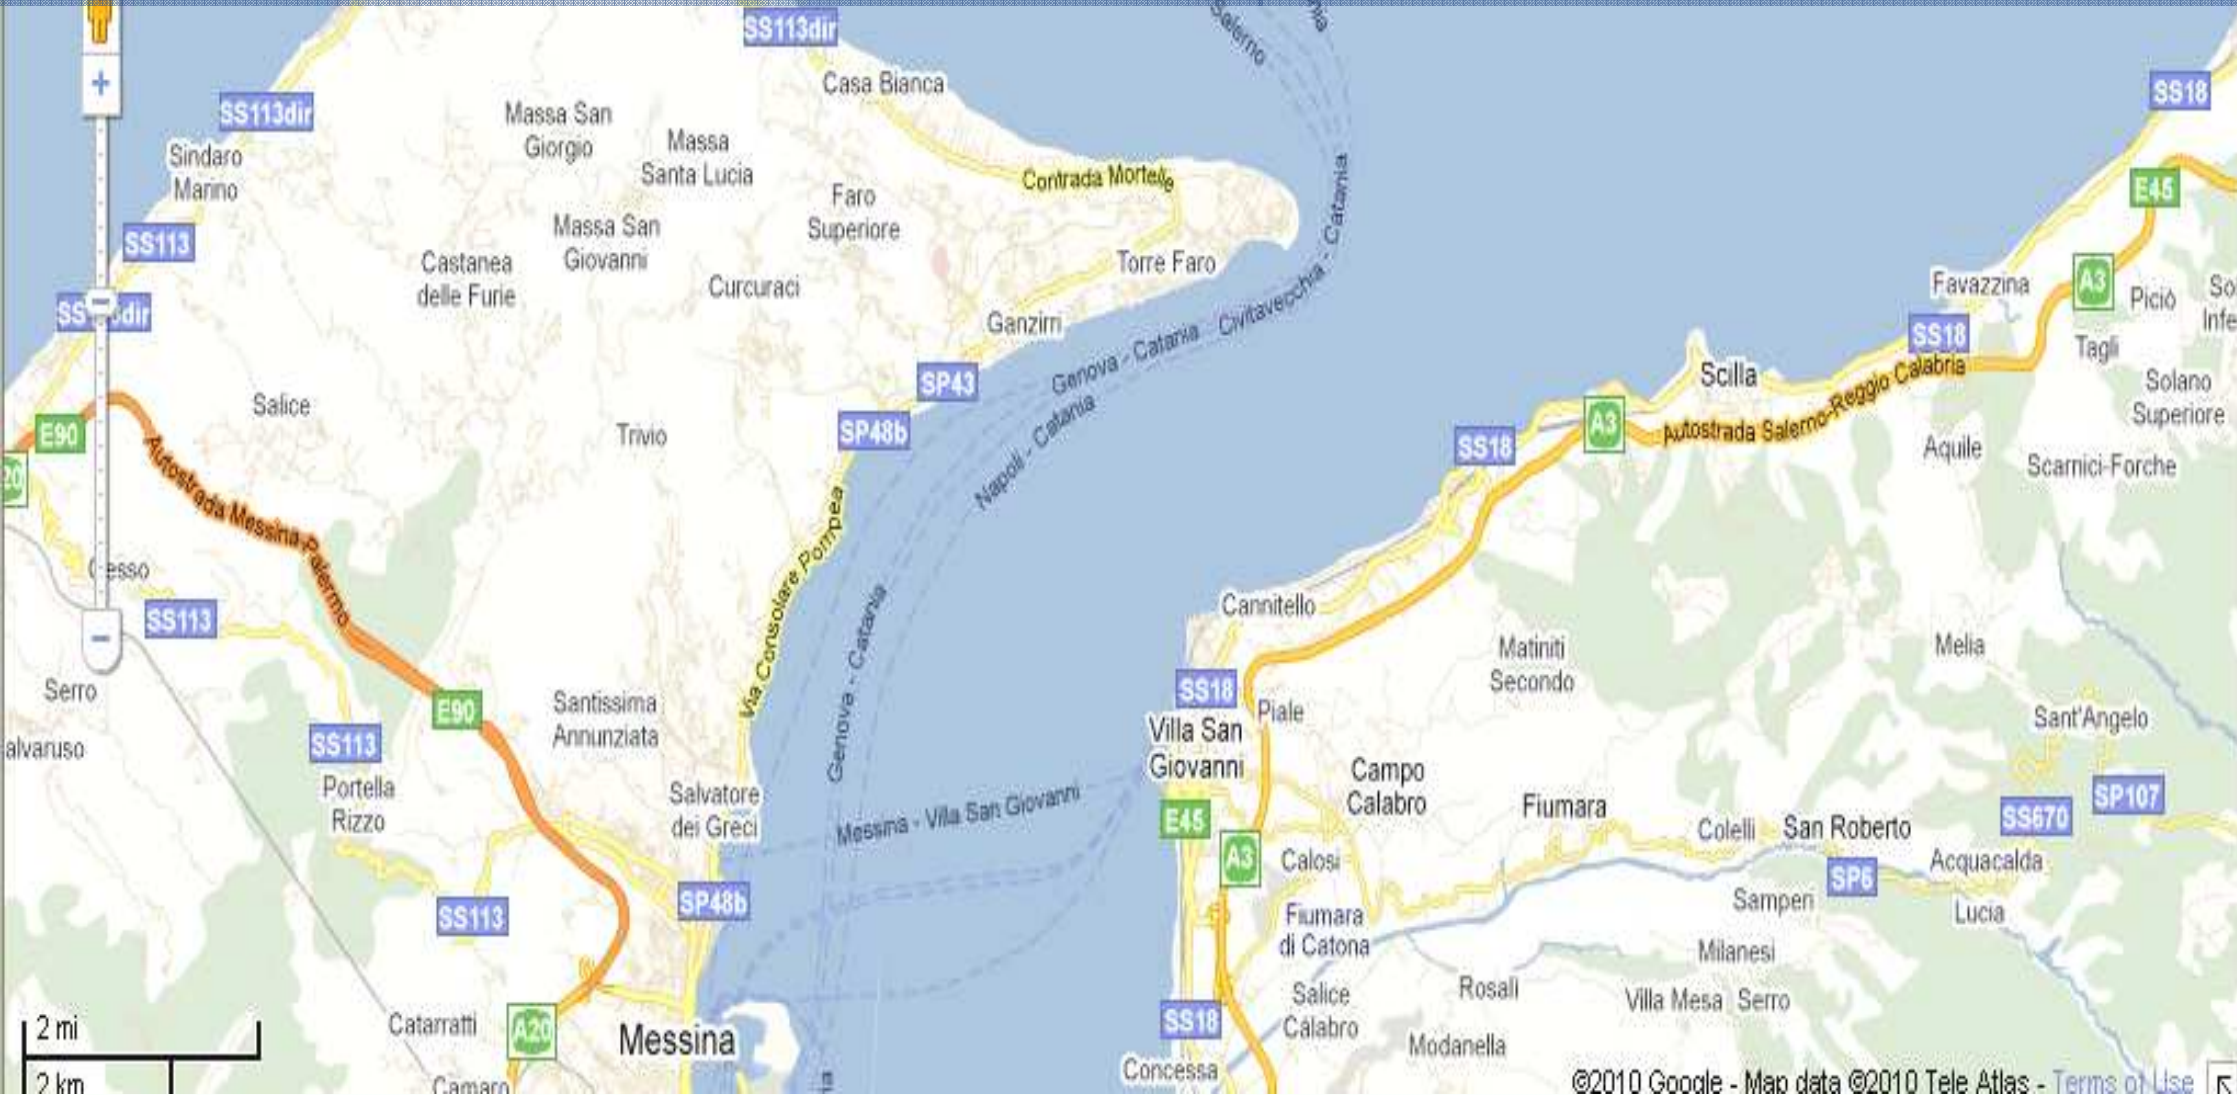 SS113dir
Salerno
Casa Bianca
SS18
SS113dir
Massa San
Giorgio
Massa
Santa Lucia
Sindaro
Marino
Contrada Mortelle
E45
Faro
Superiore
SS113
Massa San
Giovanni
Castanea
delle Furie
Curcuraci
Torre Faro
Genova - Catania
Civitavecchia - Catania
Favazzina
A3
Piciò
Ganzirri
SS18
Tagli
SP43
Scilla
Solano
Superiore
Salice
Trivio
SP48b
Napoli - Catania
SS18
A3
Autostrada Salerno-Reggio Calabria
Aquile
Scarnici-Forche
E90
Autostrada Messina-Palermo
Via Consolare Pompea
SS113
Cannitello
Genova - Catania
Matiniti
Secondo
Melia
Serro
E90
Santissima
Annunziata
SS18
Piale
Villa San
Giovanni
Sant'Angelo
SS113
alvaruso
Portella
Rizzo
Salvatore
dei Greci
Messina - Villa San Giovanni
Campo
Calabro
Fiumara
Colelli
San Roberto
SS670
SP107
E45
A3
Calosi
SP6
Acquacalda
SS113
SP48b
Fiumara
di Catona
Samperi
Lucia
Milanesi
Rosali
Villa Mesa
Serro
Salice
Calabro
SS18
Catarratti
A20
Messina
Modanella
Concessa
Camaro
2 mi
2 km
©2010 Google - Map data ©2010 Tele Atlas - Terms of Use